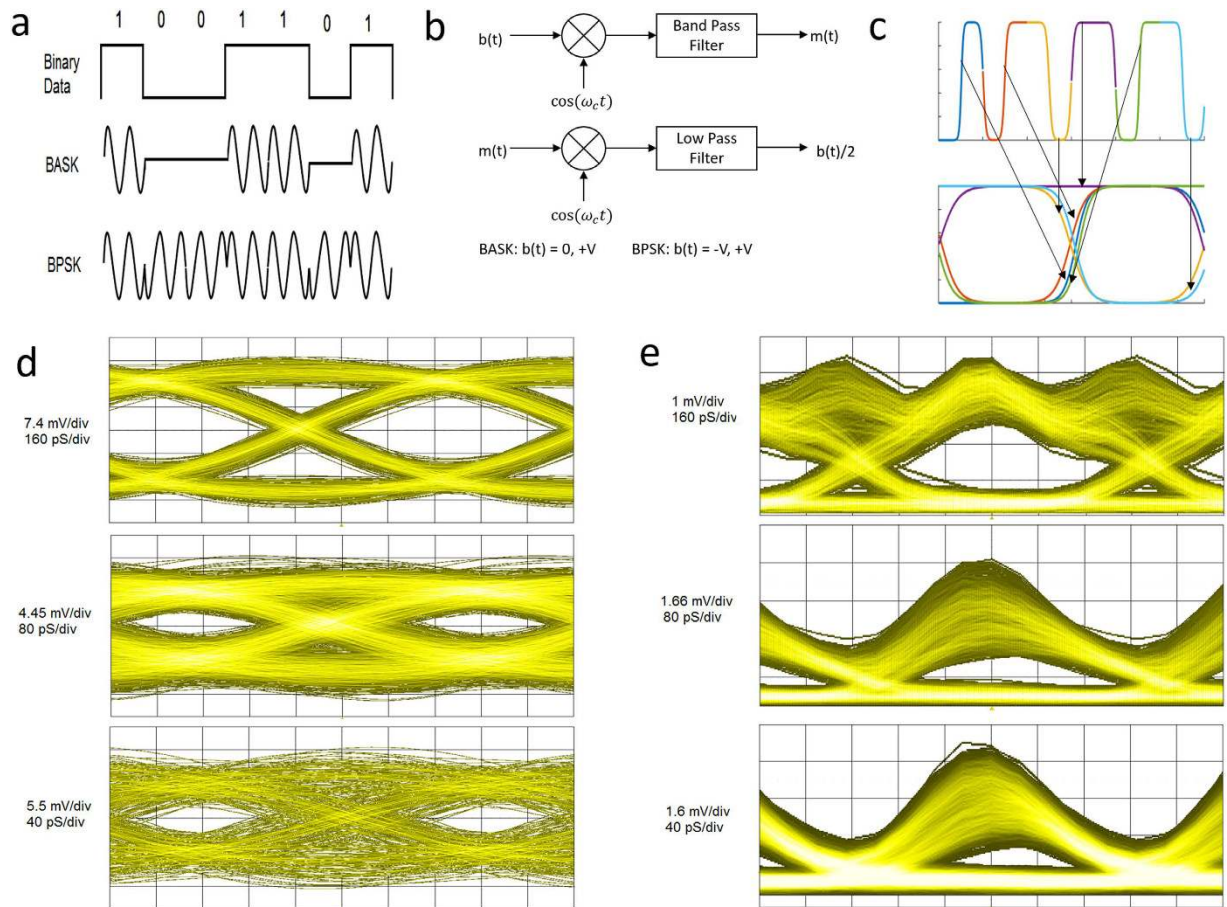 a
1 0 0 1 1 0 1
Binary
Data
BASK
BPSK
b
b(t)
Band Pass
Filter
m(t)
cos(ω_c t)
m(t)
Low Pass
Filter
b(t)/2
cos(ω_c t)
BASK: b(t) = 0, +V BPSK: b(t) = -V, +V
c
d
7.4 mV/div
160 pS/div
4.45 mV/div
80 pS/div
5.5 mV/div
40 pS/div
e
1 mV/div
160 pS/div
1.66 mV/div
80 pS/div
1.6 mV/div
40 pS/div